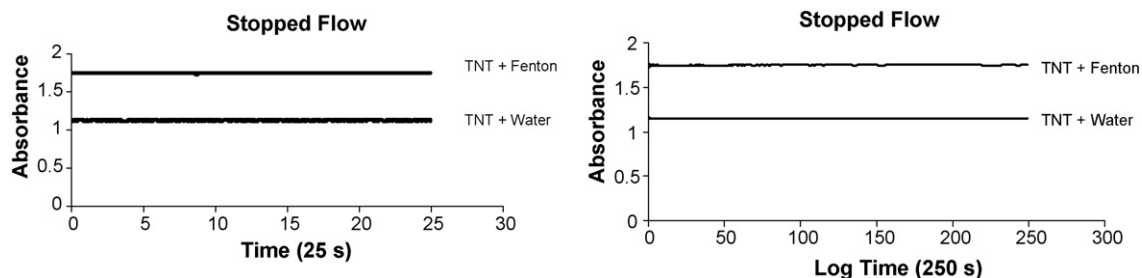 Stopped Flow
Absorbance
2
1.5
1
0.5
0
0 5 10 15 20 25 30
Time (25 s)
TNT + Fenton
TNT + Water
Stopped Flow
Absorbance
2
1.5
1
0.5
0
0 50 100 150 200 250 300
Log Time (250 s)
TNT + Fenton
TNT + Water